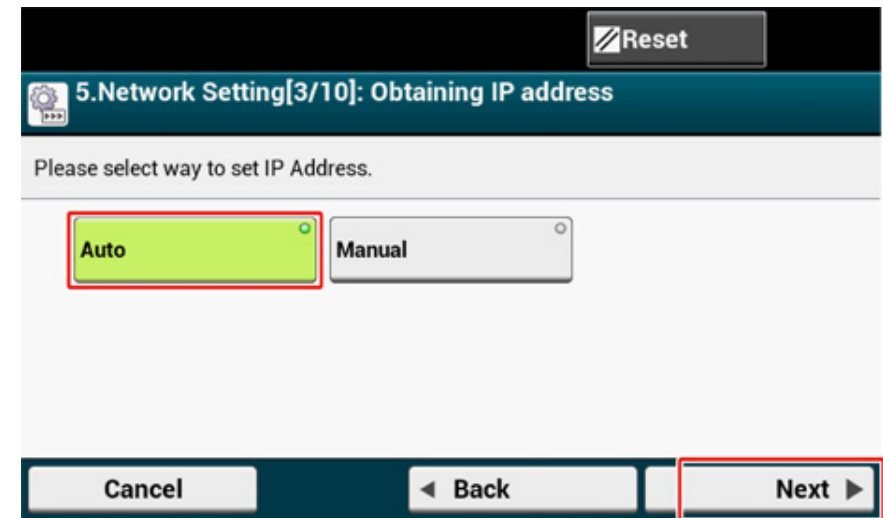 Reset
5.Network Setting[3/10]: Obtaining IP address
Please select way to set IP Address.
Auto
Manual
Cancel
Back
Next